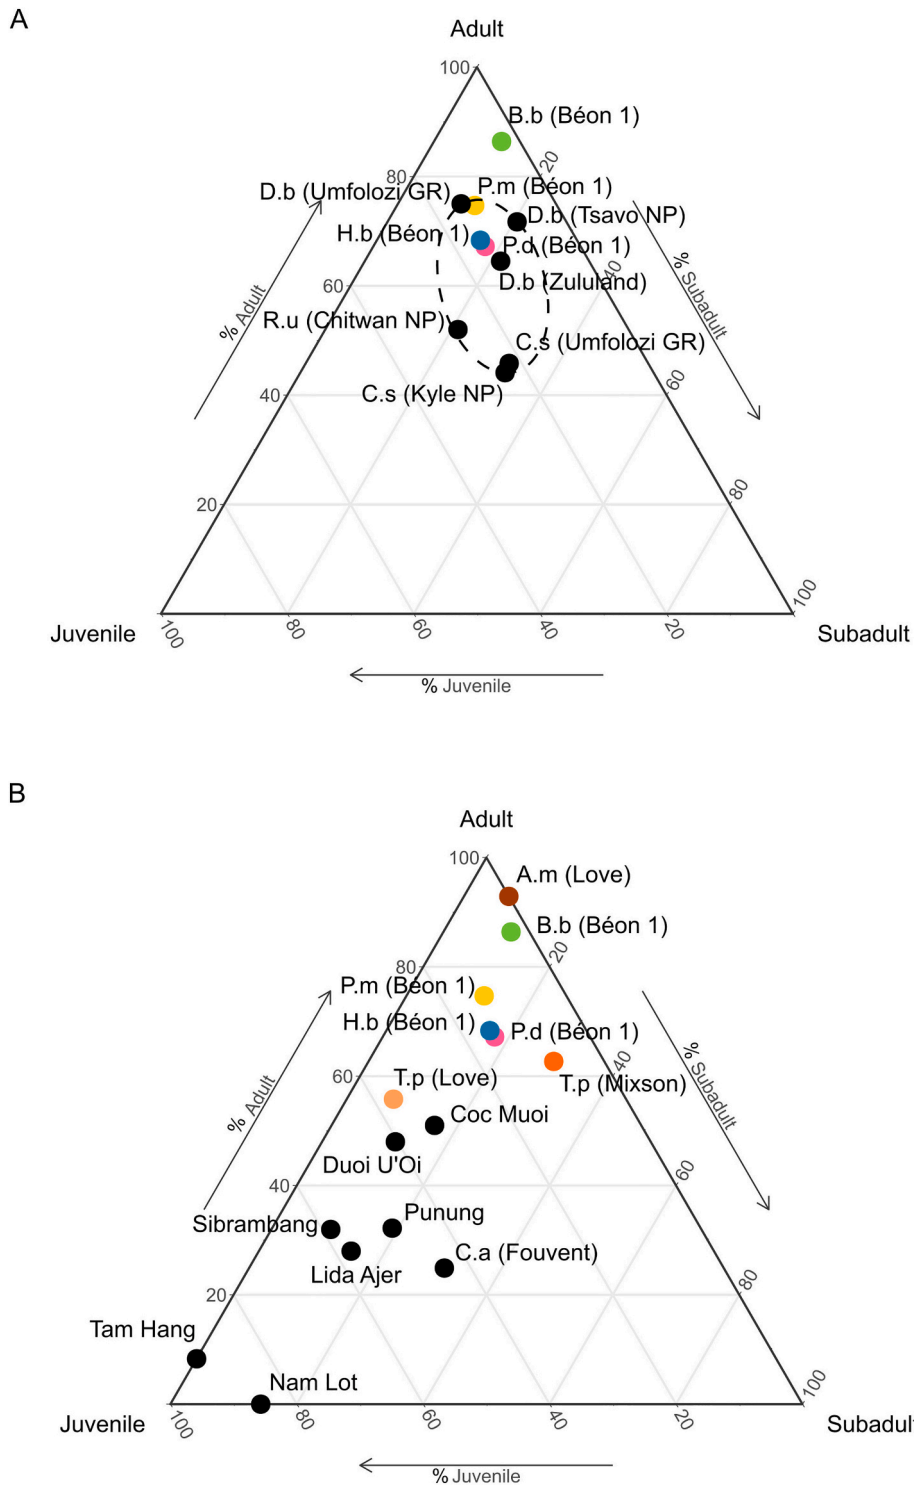 A
Adult
100
B.b (Béon 1)
20
80
P.m (Béon 1)
D.b (Umfolozi GR)
D.b (Tsavo NP)
H.b (Béon 1)
P.d (Béon 1)
% Subadult
40
D.b (Zululand)
60
% Adult
R.u (Chitwan NP)
C.s (Umfolozi GR)
60
40
C.s (Kyle NP)
80
20
100
Juvenile
100
80
60
40
20
Subadult
% Juvenile
B
Adult
100
A.m (Love)
B.b (Béon 1)
20
80
P.m (Béon 1)
H.b (Béon 1)
P.d (Béon 1)
% Subadult
40
60
T.p (Love)
T.p (Mixson)
% Adult
Coc Muoi
Duoi U'Oi
60
40
Punung
Sibrambang
C.a (Fouvent)
Lida Ajer
80
20
Tam Hang
Nam Lot
100
Juvenile
100
80
60
40
20
Subadult
% Juvenile